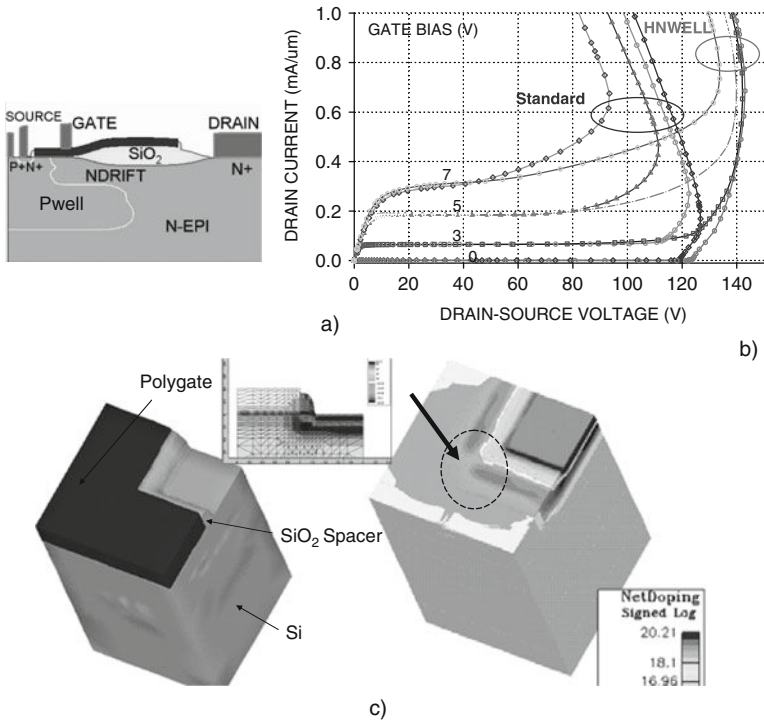 a)
SOURCE
GATE
DRAIN
SiO2
P+N+
N+
NDRIFT
Pwell
N-EPI
b)
GATE BIAS (V)
HNWELL
Standard
7
5
3
0
DRAIN CURRENT (mA/um)
1.0
0.8
0.6
0.4
0.2
0.0
0 20 40 60 80 100 120 140
DRAIN-SOURCE VOLTAGE (V)
a)
b)
Polygate
SiO2 Spacer
Si
NetDoping
Signed Log
20.21
18.1
16.96
c)